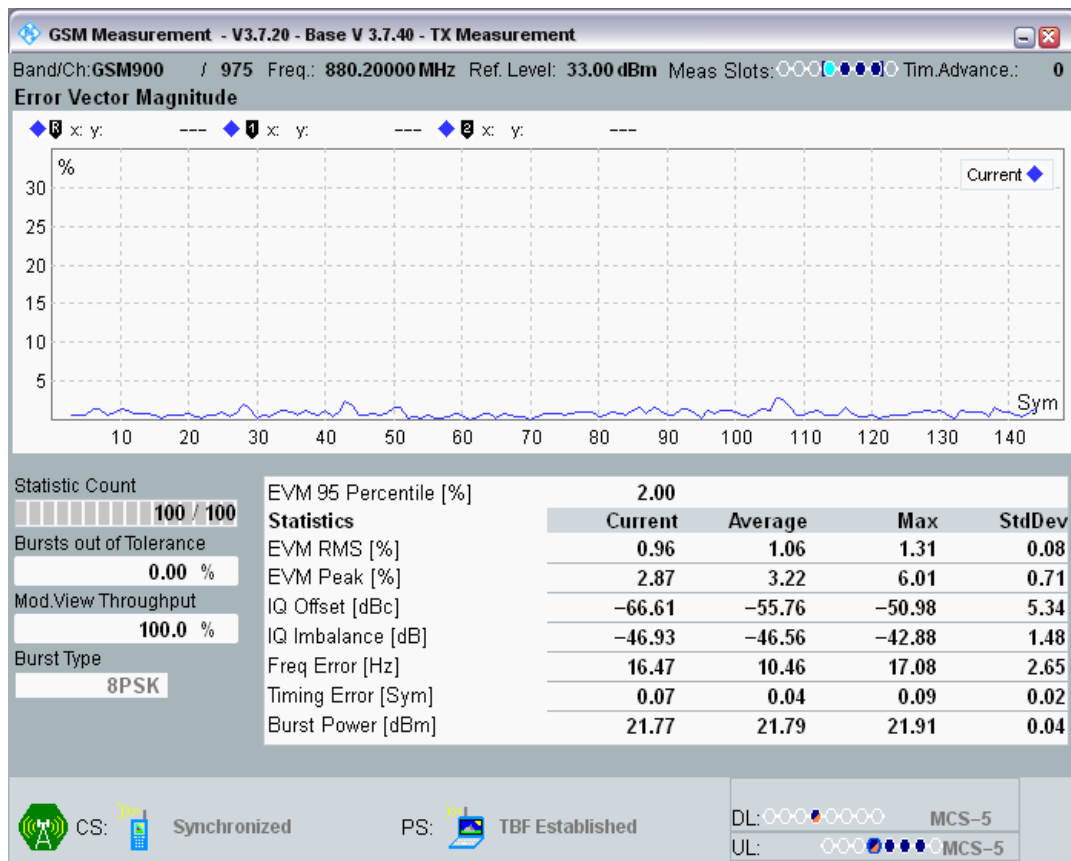 GSM Measurement - V3.7.20 - Base V 3.7.40 - TX Measurement
Band/Ch:GSM900 / 975 Freq.: 880.20000 MHz Ref. Level: 33.00 dBm Meas Slots: Tim.Advance.: 0
Error Vector Magnitude
R x: y: --- 1 x: y: --- 2 x: y: ---
%
Current
30
25
20
15
10
5
Sym
10 20 30 40 50 60 70 80 90 100 110 120 130 140
Statistic Count
100 / 100
Bursts out of Tolerance
0.00 %
Mod.View Throughput
100.0 %
Burst Type
8PSK
EVM 95 Percentile [%] 2.00
Statistics Current Average Max StdDev
EVM RMS [%] 0.96 1.06 1.31 0.08
EVM Peak [%] 2.87 3.22 6.01 0.71
IQ Offset [dBc] −66.61 −55.76 −50.98 5.34
IQ Imbalance [dB] −46.93 −46.56 −42.88 1.48
Freq Error [Hz] 16.47 10.46 17.08 2.65
Timing Error [Sym] 0.07 0.04 0.09 0.02
Burst Power [dBm] 21.77 21.79 21.91 0.04
CS: Synchronized PS: TBF Established
DL: MCS−5
UL: MCS−5